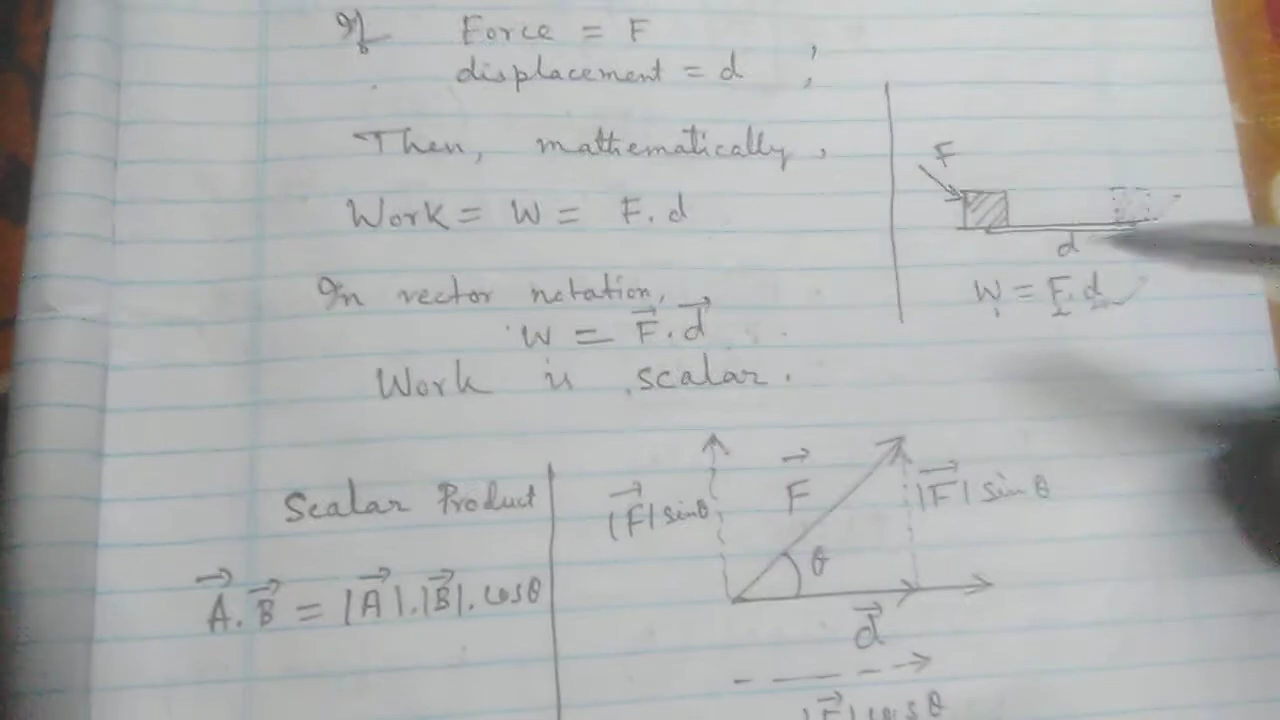 If Force = F
displacement = d ;
Then, mathematically,
Work = W = F.d
In vector notation,
W = F⃗.d⃗
Work is scalar.
F
d
W = F.d
Scalar Product
A⃗.B⃗ = |A⃗|.|B⃗|.cosθ
|F⃗| sinθ
F⃗
|F⃗| sinθ
θ
d⃗
|F⃗| cosθ